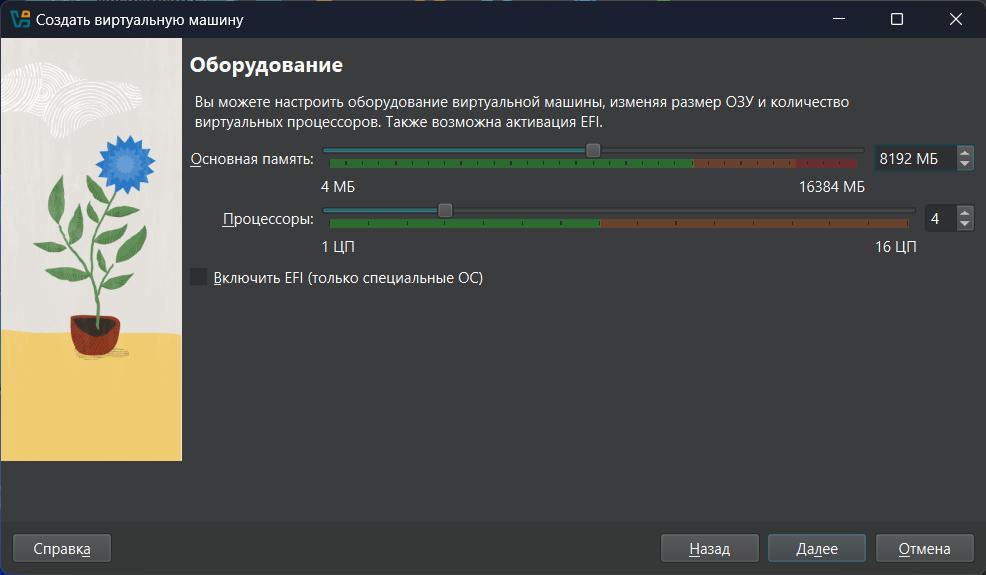 Создать виртуальную машину
Оборудование
Вы можете настроить оборудование виртуальной машины, изменяя размер ОЗУ и количество
виртуальных процессоров. Также возможна активация EFI.
Основная память:
8192 МБ
4 МБ
16384 МБ
Процессоры:
4
1 ЦП
16 ЦП
Включить EFI (только специальные ОС)
Справка
Назад
Далее
Отмена